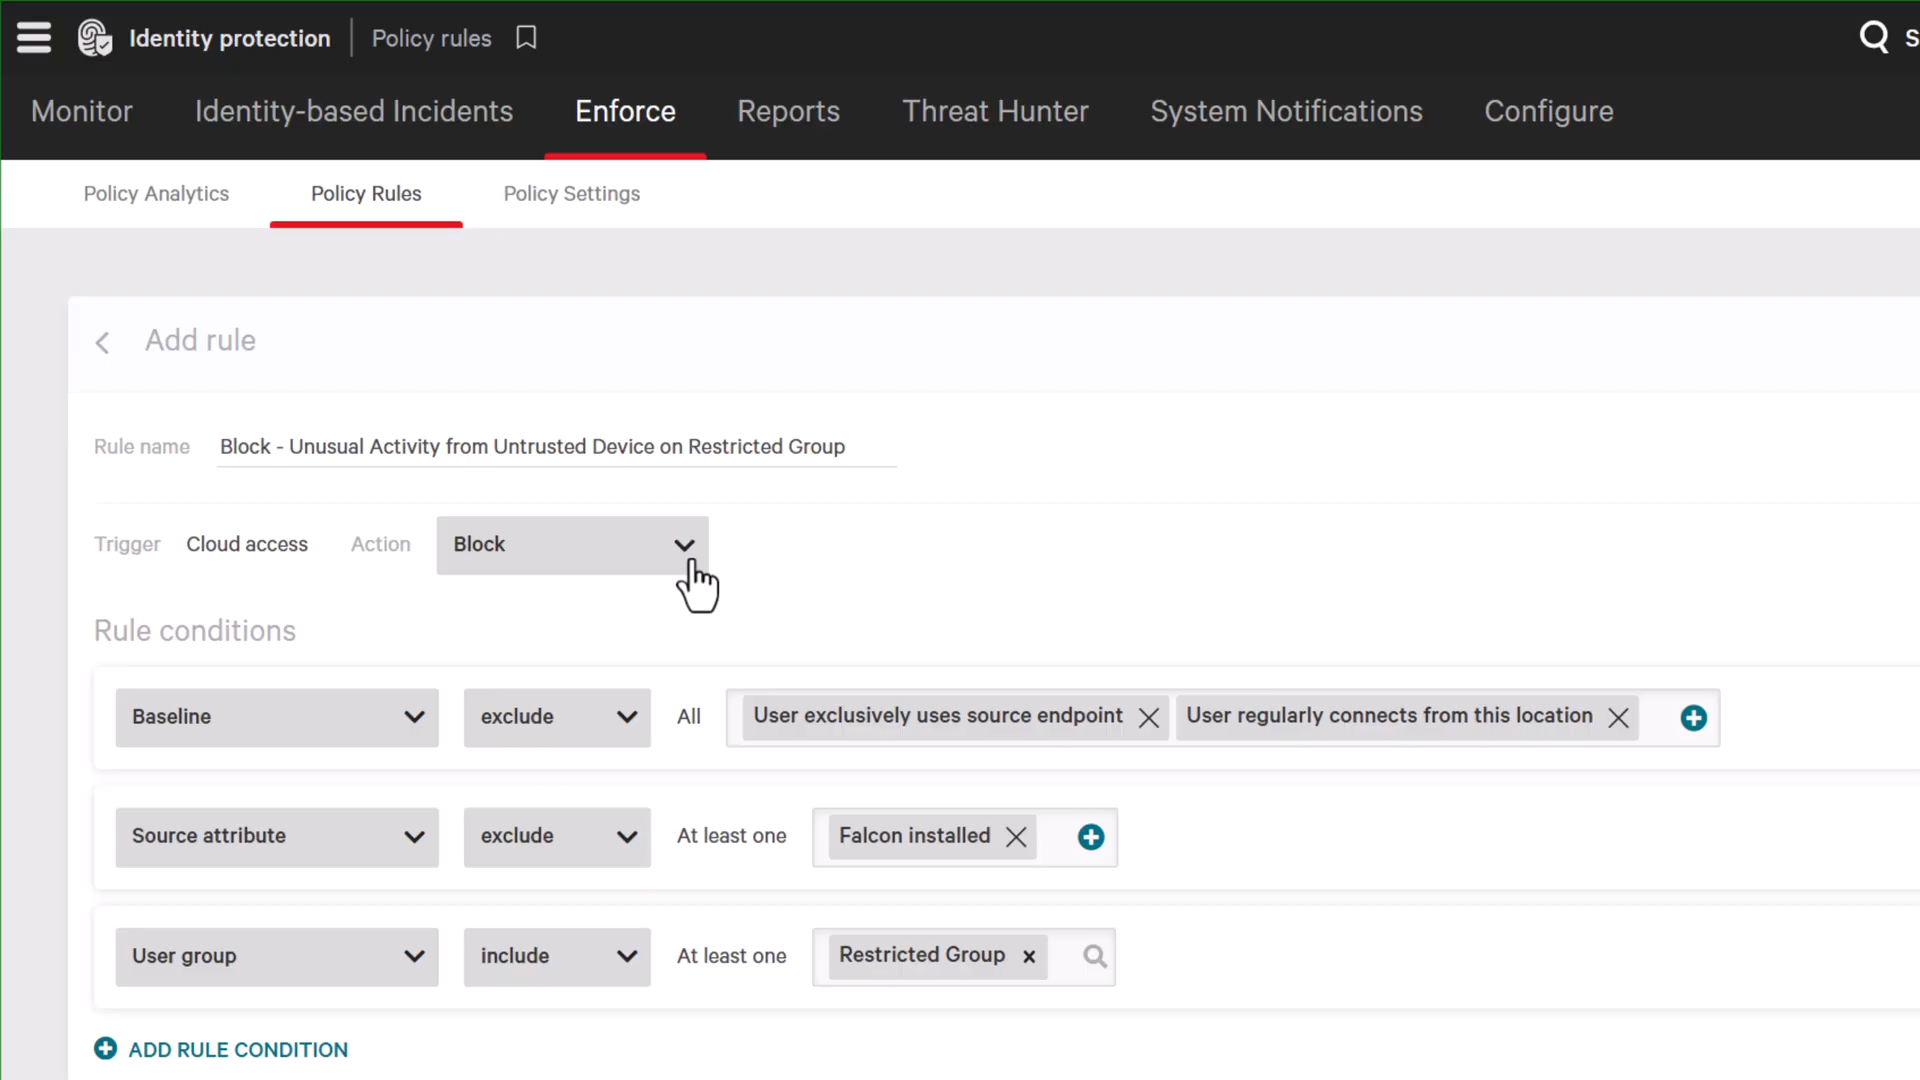 Identity protection | Policy rules S
Monitor Identity-based Incidents Enforce Reports Threat Hunter System Notifications Configure
Policy Analytics Policy Rules Policy Settings
Add rule
Rule name Block - Unusual Activity from Untrusted Device on Restricted Group
Trigger Cloud access Action Block
Rule conditions
Baseline exclude All User exclusively uses source endpoint User regularly connects from this location
Source attribute exclude At least one Falcon installed
User group include At least one Restricted Group
ADD RULE CONDITION